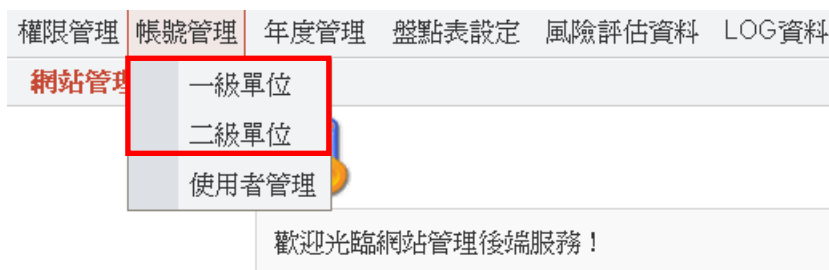 權限管理 帳號管理 年度管理 盤點表設定 風險評估資料 LOG資料
網站管理
一級單位
二級單位
使用者管理
歡迎光臨網站管理後端服務！